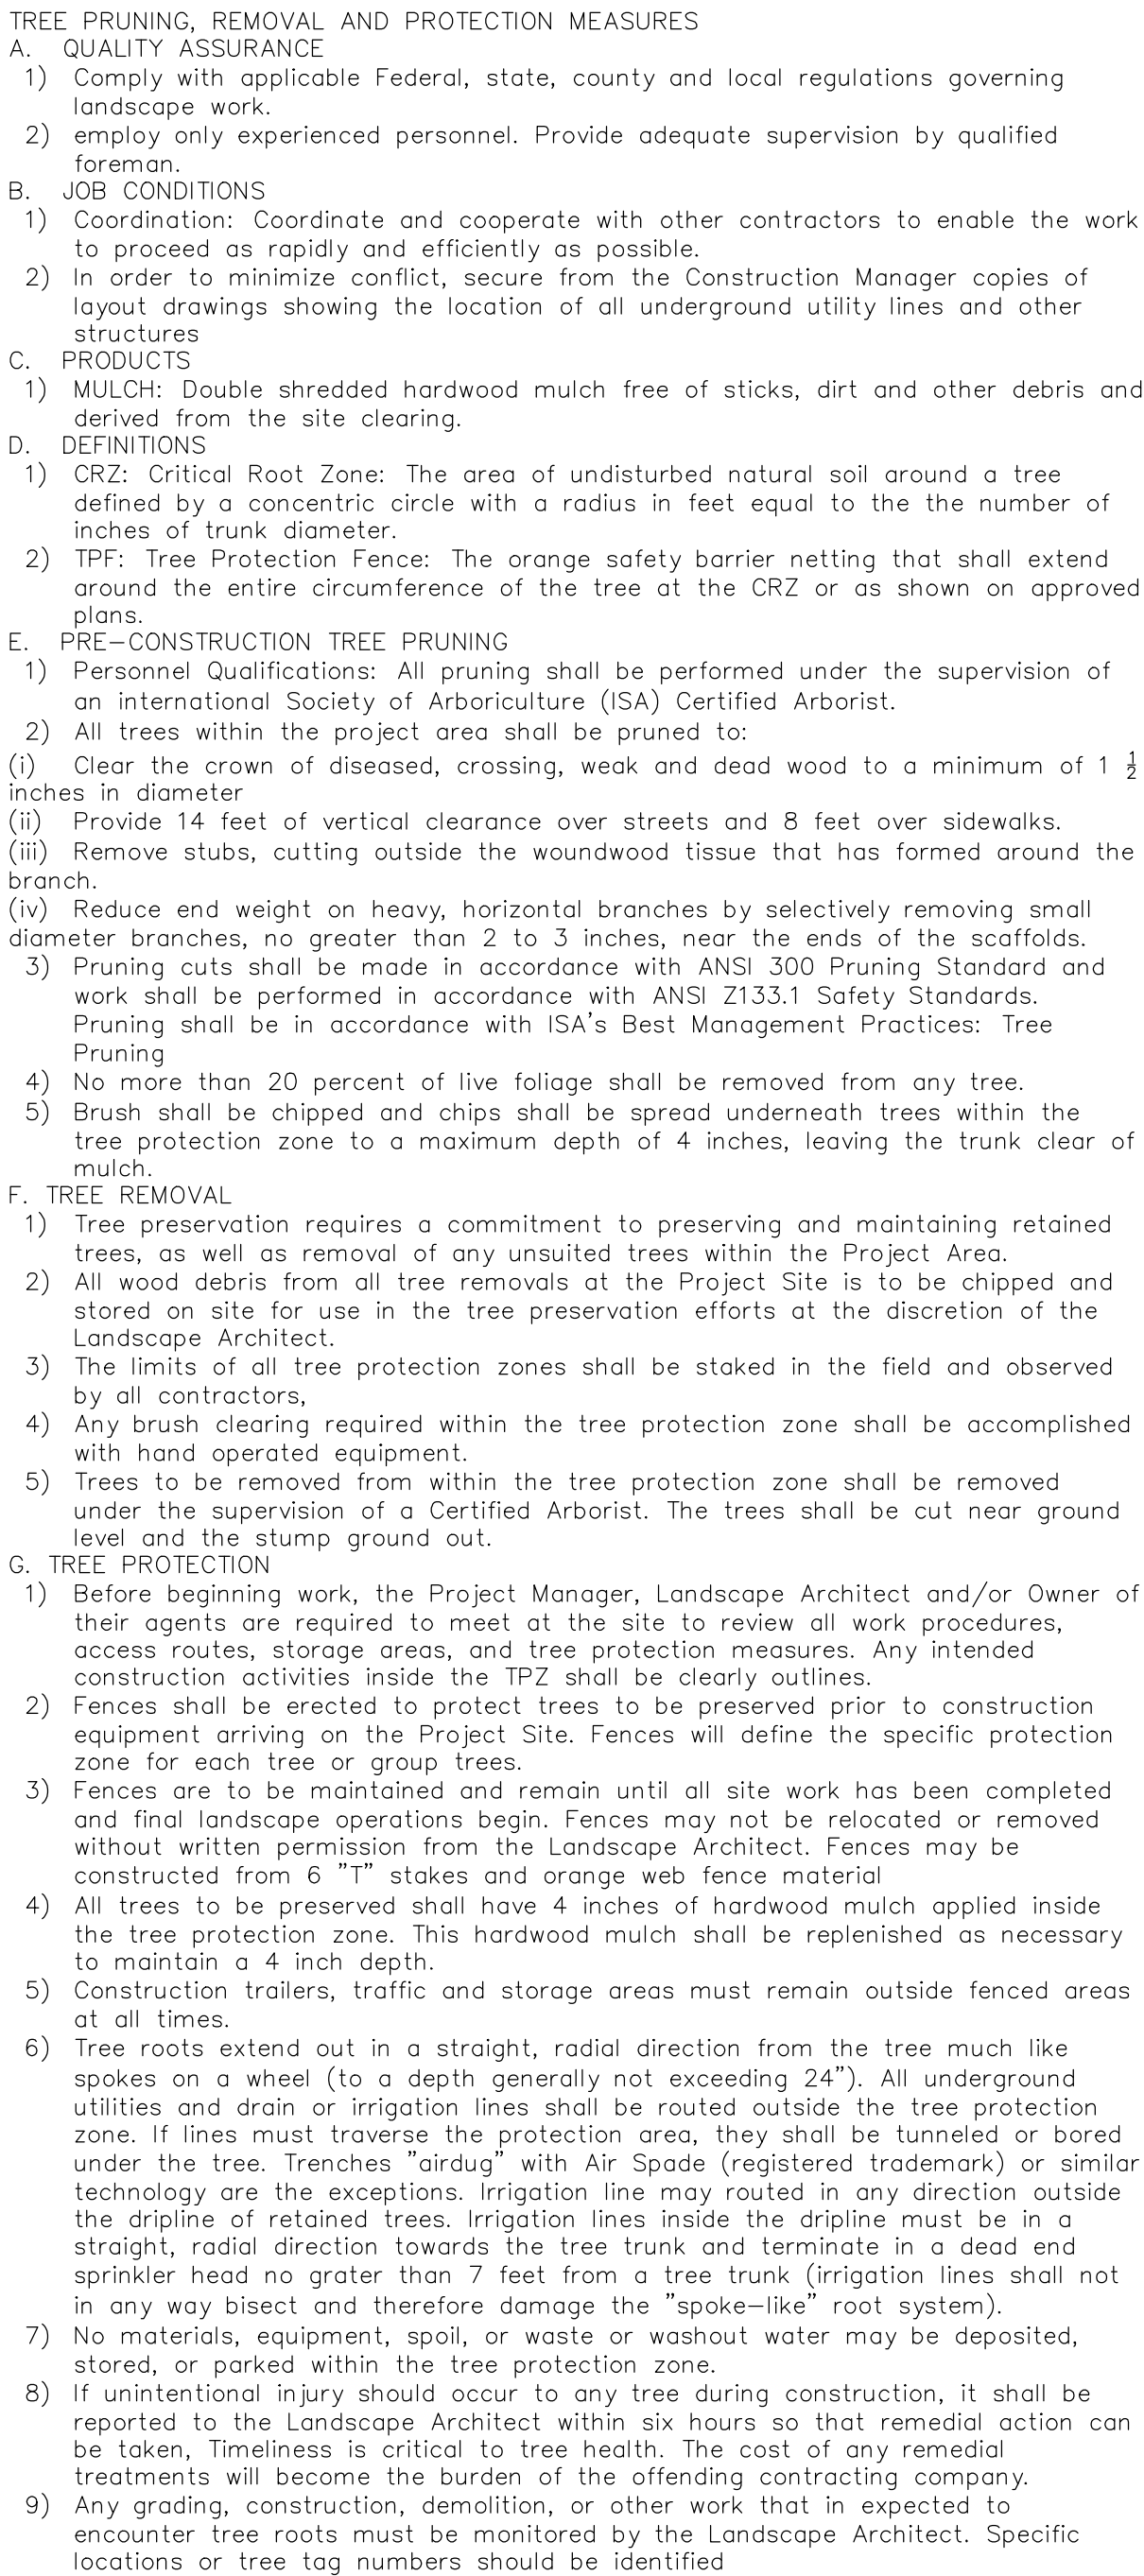 TREE PRUNING, REMOVAL AND PROTECTION MEASURES
A. QUALITY ASSURANCE
1) Comply with applicable Federal, state, county and local regulations governing
landscape work.
2) employ only experienced personnel. Provide adequate supervision by qualified
foreman.
B. JOB CONDITIONS
1) Coordination: Coordinate and cooperate with other contractors to enable the work
to proceed as rapidly and efficiently as possible.
2) In order to minimize conflict, secure from the Construction Manager copies of
layout drawings showing the location of all underground utility lines and other
structures
C. PRODUCTS
1) MULCH: Double shredded hardwood mulch free of sticks, dirt and other debris and
derived from the site clearing.
D. DEFINITIONS
1) CRZ: Critical Root Zone: The area of undisturbed natural soil around a tree
defined by a concentric circle with a radius in feet equal to the the number of
inches of trunk diameter.
2) TPF: Tree Protection Fence: The orange safety barrier netting that shall extend
around the entire circumference of the tree at the CRZ or as shown on approved
plans.
E. PRE-CONSTRUCTION TREE PRUNING
1) Personnel Qualifications: All pruning shall be performed under the supervision of
an international Society of Arboriculture (ISA) Certified Arborist.
2) All trees within the project area shall be pruned to:
(i) Clear the crown of diseased, crossing, weak and dead wood to a minimum of 1 ½
inches in diameter
(ii) Provide 14 feet of vertical clearance over streets and 8 feet over sidewalks.
(iii) Remove stubs, cutting outside the woundwood tissue that has formed around the
branch.
(iv) Reduce end weight on heavy, horizontal branches by selectively removing small
diameter branches, no greater than 2 to 3 inches, near the ends of the scaffolds.
3) Pruning cuts shall be made in accordance with ANSI 300 Pruning Standard and
work shall be performed in accordance with ANSI Z133.1 Safety Standards.
Pruning shall be in accordance with ISA's Best Management Practices: Tree
Pruning
4) No more than 20 percent of live foliage shall be removed from any tree.
5) Brush shall be chipped and chips shall be spread underneath trees within the
tree protection zone to a maximum depth of 4 inches, leaving the trunk clear of
mulch.
F. TREE REMOVAL
1) Tree preservation requires a commitment to preserving and maintaining retained
trees, as well as removal of any unsuited trees within the Project Area.
2) All wood debris from all tree removals at the Project Site is to be chipped and
stored on site for use in the tree preservation efforts at the discretion of the
Landscape Architect.
3) The limits of all tree protection zones shall be staked in the field and observed
by all contractors,
4) Any brush clearing required within the tree protection zone shall be accomplished
with hand operated equipment.
5) Trees to be removed from within the tree protection zone shall be removed
under the supervision of a Certified Arborist. The trees shall be cut near ground
level and the stump ground out.
G. TREE PROTECTION
1) Before beginning work, the Project Manager, Landscape Architect and/or Owner of
their agents are required to meet at the site to review all work procedures,
access routes, storage areas, and tree protection measures. Any intended
construction activities inside the TPZ shall be clearly outlines.
2) Fences shall be erected to protect trees to be preserved prior to construction
equipment arriving on the Project Site. Fences will define the specific protection
zone for each tree or group trees.
3) Fences are to be maintained and remain until all site work has been completed
and final landscape operations begin. Fences may not be relocated or removed
without written permission from the Landscape Architect. Fences may be
constructed from 6 "T" stakes and orange web fence material
4) All trees to be preserved shall have 4 inches of hardwood mulch applied inside
the tree protection zone. This hardwood mulch shall be replenished as necessary
to maintain a 4 inch depth.
5) Construction trailers, traffic and storage areas must remain outside fenced areas
at all times.
6) Tree roots extend out in a straight, radial direction from the tree much like
spokes on a wheel (to a depth generally not exceeding 24"). All underground
utilities and drain or irrigation lines shall be routed outside the tree protection
zone. If lines must traverse the protection area, they shall be tunneled or bored
under the tree. Trenches "airdug" with Air Spade (registered trademark) or similar
technology are the exceptions. Irrigation line may routed in any direction outside
the dripline of retained trees. Irrigation lines inside the dripline must be in a
straight, radial direction towards the tree trunk and terminate in a dead end
sprinkler head no grater than 7 feet from a tree trunk (irrigation lines shall not
in any way bisect and therefore damage the "spoke-like" root system).
7) No materials, equipment, spoil, or waste or washout water may be deposited,
stored, or parked within the tree protection zone.
8) If unintentional injury should occur to any tree during construction, it shall be
reported to the Landscape Architect within six hours so that remedial action can
be taken, Timeliness is critical to tree health. The cost of any remedial
treatments will become the burden of the offending contracting company.
9) Any grading, construction, demolition, or other work that in expected to
encounter tree roots must be monitored by the Landscape Architect. Specific
locations or tree tag numbers should be identified